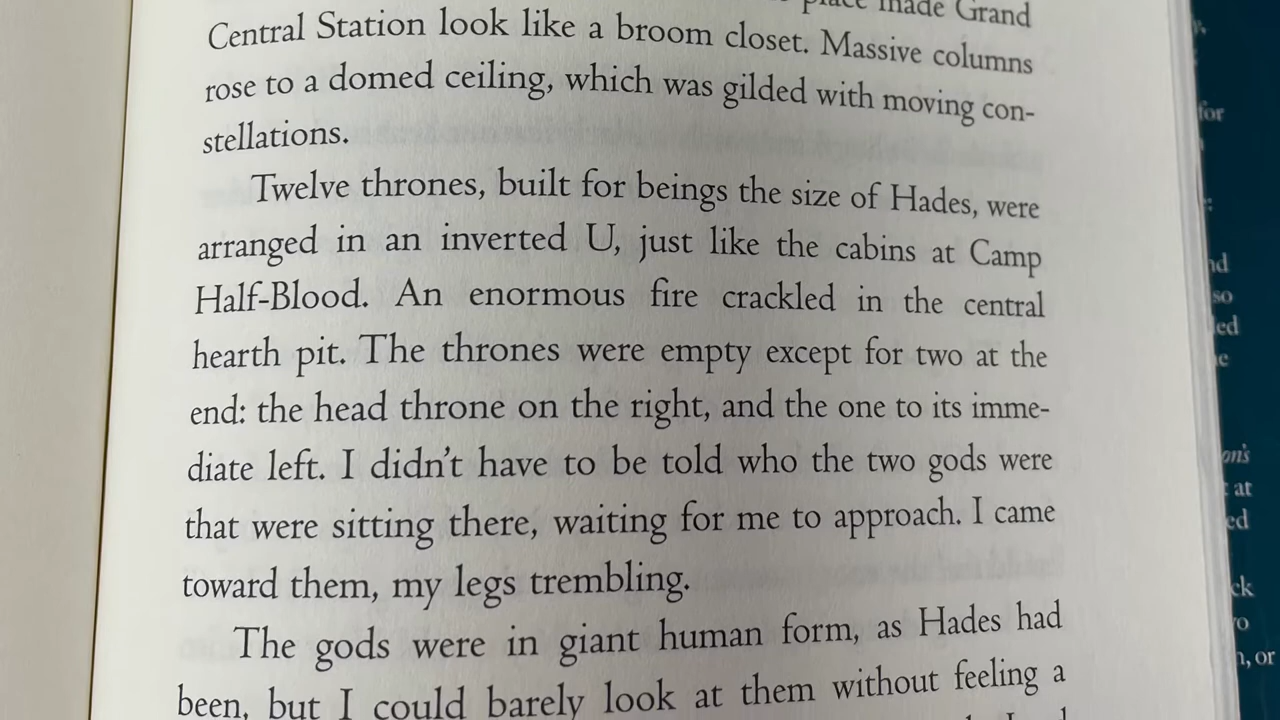 place made Grand
Central Station look like a broom closet. Massive columns
rose to a domed ceiling, which was gilded with moving con-
stellations.
Twelve thrones, built for beings the size of Hades, were
arranged in an inverted U, just like the cabins at Camp
Half-Blood. An enormous fire crackled in the central
hearth pit. The thrones were empty except for two at the
end: the head throne on the right, and the one to its imme-
diate left. I didn't have to be told who the two gods were
that were sitting there, waiting for me to approach. I came
toward them, my legs trembling.
The gods were in giant human form, as Hades had
been, but I could barely look at them without feeling a
for
so
at
or